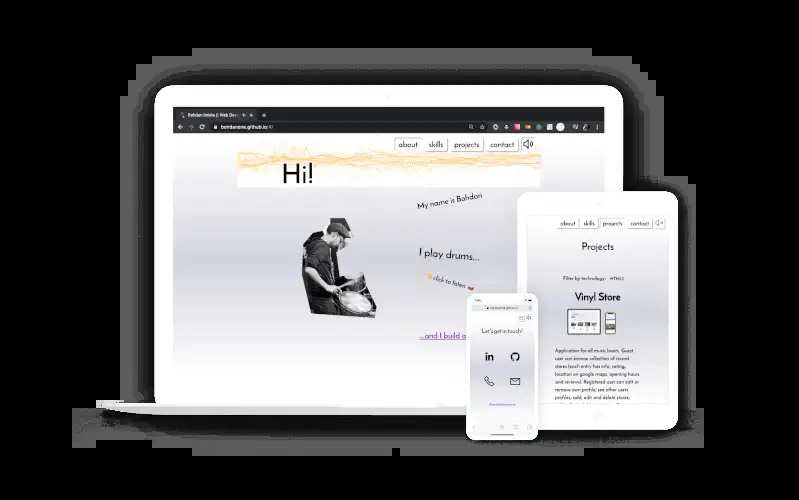 Bohdan
|| Web Dev
bohdanone.github.io/#/
about skills projects contact
Hi!
My name is Bohdan
I play drums...
click to listen
...and I build a
about skills projects contact
Projects
Filter by technology: HTML5
Vinyl Store
Application for all music lovers. Guest
user can browse collection of record
stores (each entry has info, rating,
location on google maps, opening hours
and reviews). Registered user can edit or
remove own profile, see other users
profiles, add, edit and delete stores,
Let's get in touch!
in